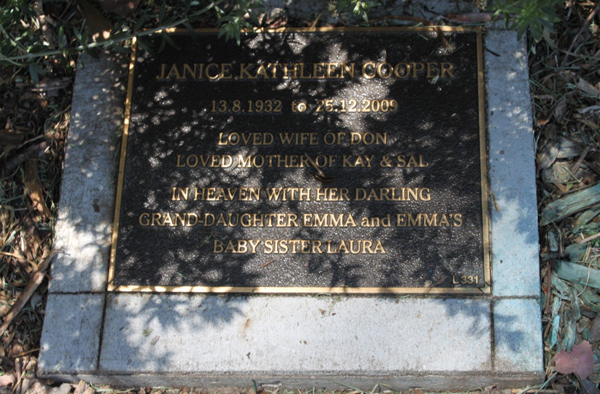 JANICE KATHLEEN COOPER
13.8.1932 to 25.12.2009
LOVED WIFE OF DON
LOVED MOTHER OF KAY & SAL
IN HEAVEN WITH HER DARLING
GRAND-DAUGHTER EMMA and EMMA'S
BABY SISTER LAURA